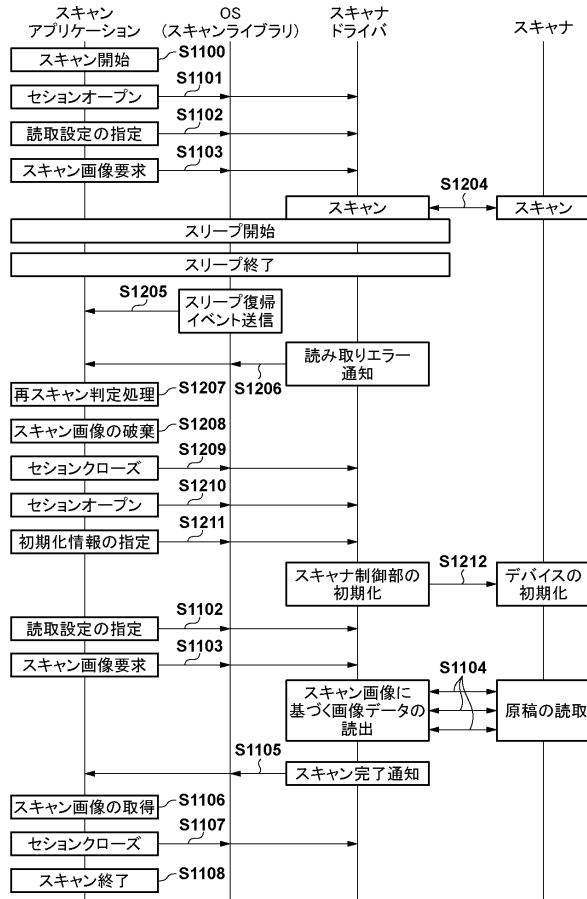 スキャン
アプリケーション
OS
(スキャンライブラリ)
スキャナ
ドライバ
スキャナ
スキャン開始
S1100
セションオープン
S1101
読取設定の指定
S1102
スキャン画像要求
S1103
スキャン
S1204
スキャン
スリープ開始
スリープ終了
S1205
スリープ復帰
イベント送信
読み取りエラー
通知
S1206
再スキャン判定処理
S1207
スキャン画像の破棄
S1208
セションクローズ
S1209
セションオープン
S1210
初期化情報の指定
S1211
スキャナ制御部の
初期化
S1212
デバイスの
初期化
読取設定の指定
S1102
スキャン画像要求
S1103
スキャン画像に
基づく画像データの
読出
S1104
原稿の読取
S1105
スキャン完了通知
スキャン画像の取得
S1106
セションクローズ
S1107
スキャン終了
S1108